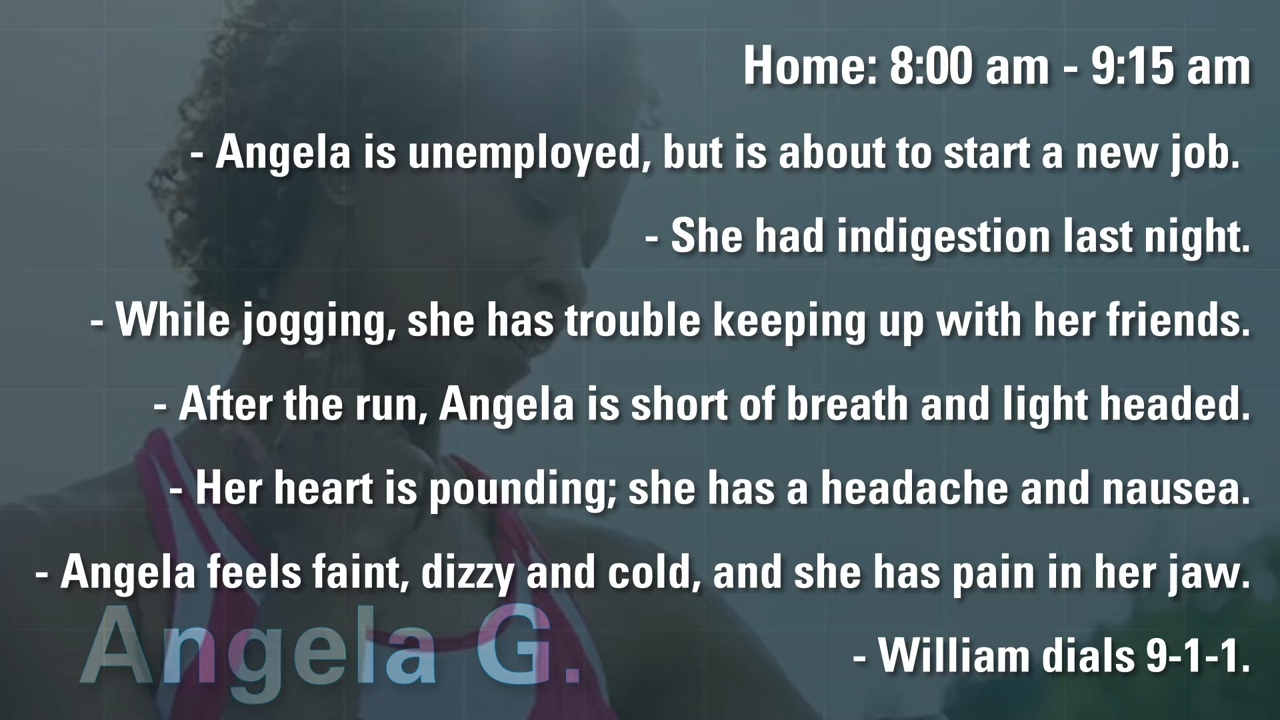 Home: 8:00 am - 9:15 am
- Angela is unemployed, but is about to start a new job.
- She had indigestion last night.
- While jogging, she has trouble keeping up with her friends.
- After the run, Angela is short of breath and light headed.
- Her heart is pounding; she has a headache and nausea.
- Angela feels faint, dizzy and cold, and she has pain in her jaw.
Angela G.
- William dials 9-1-1.